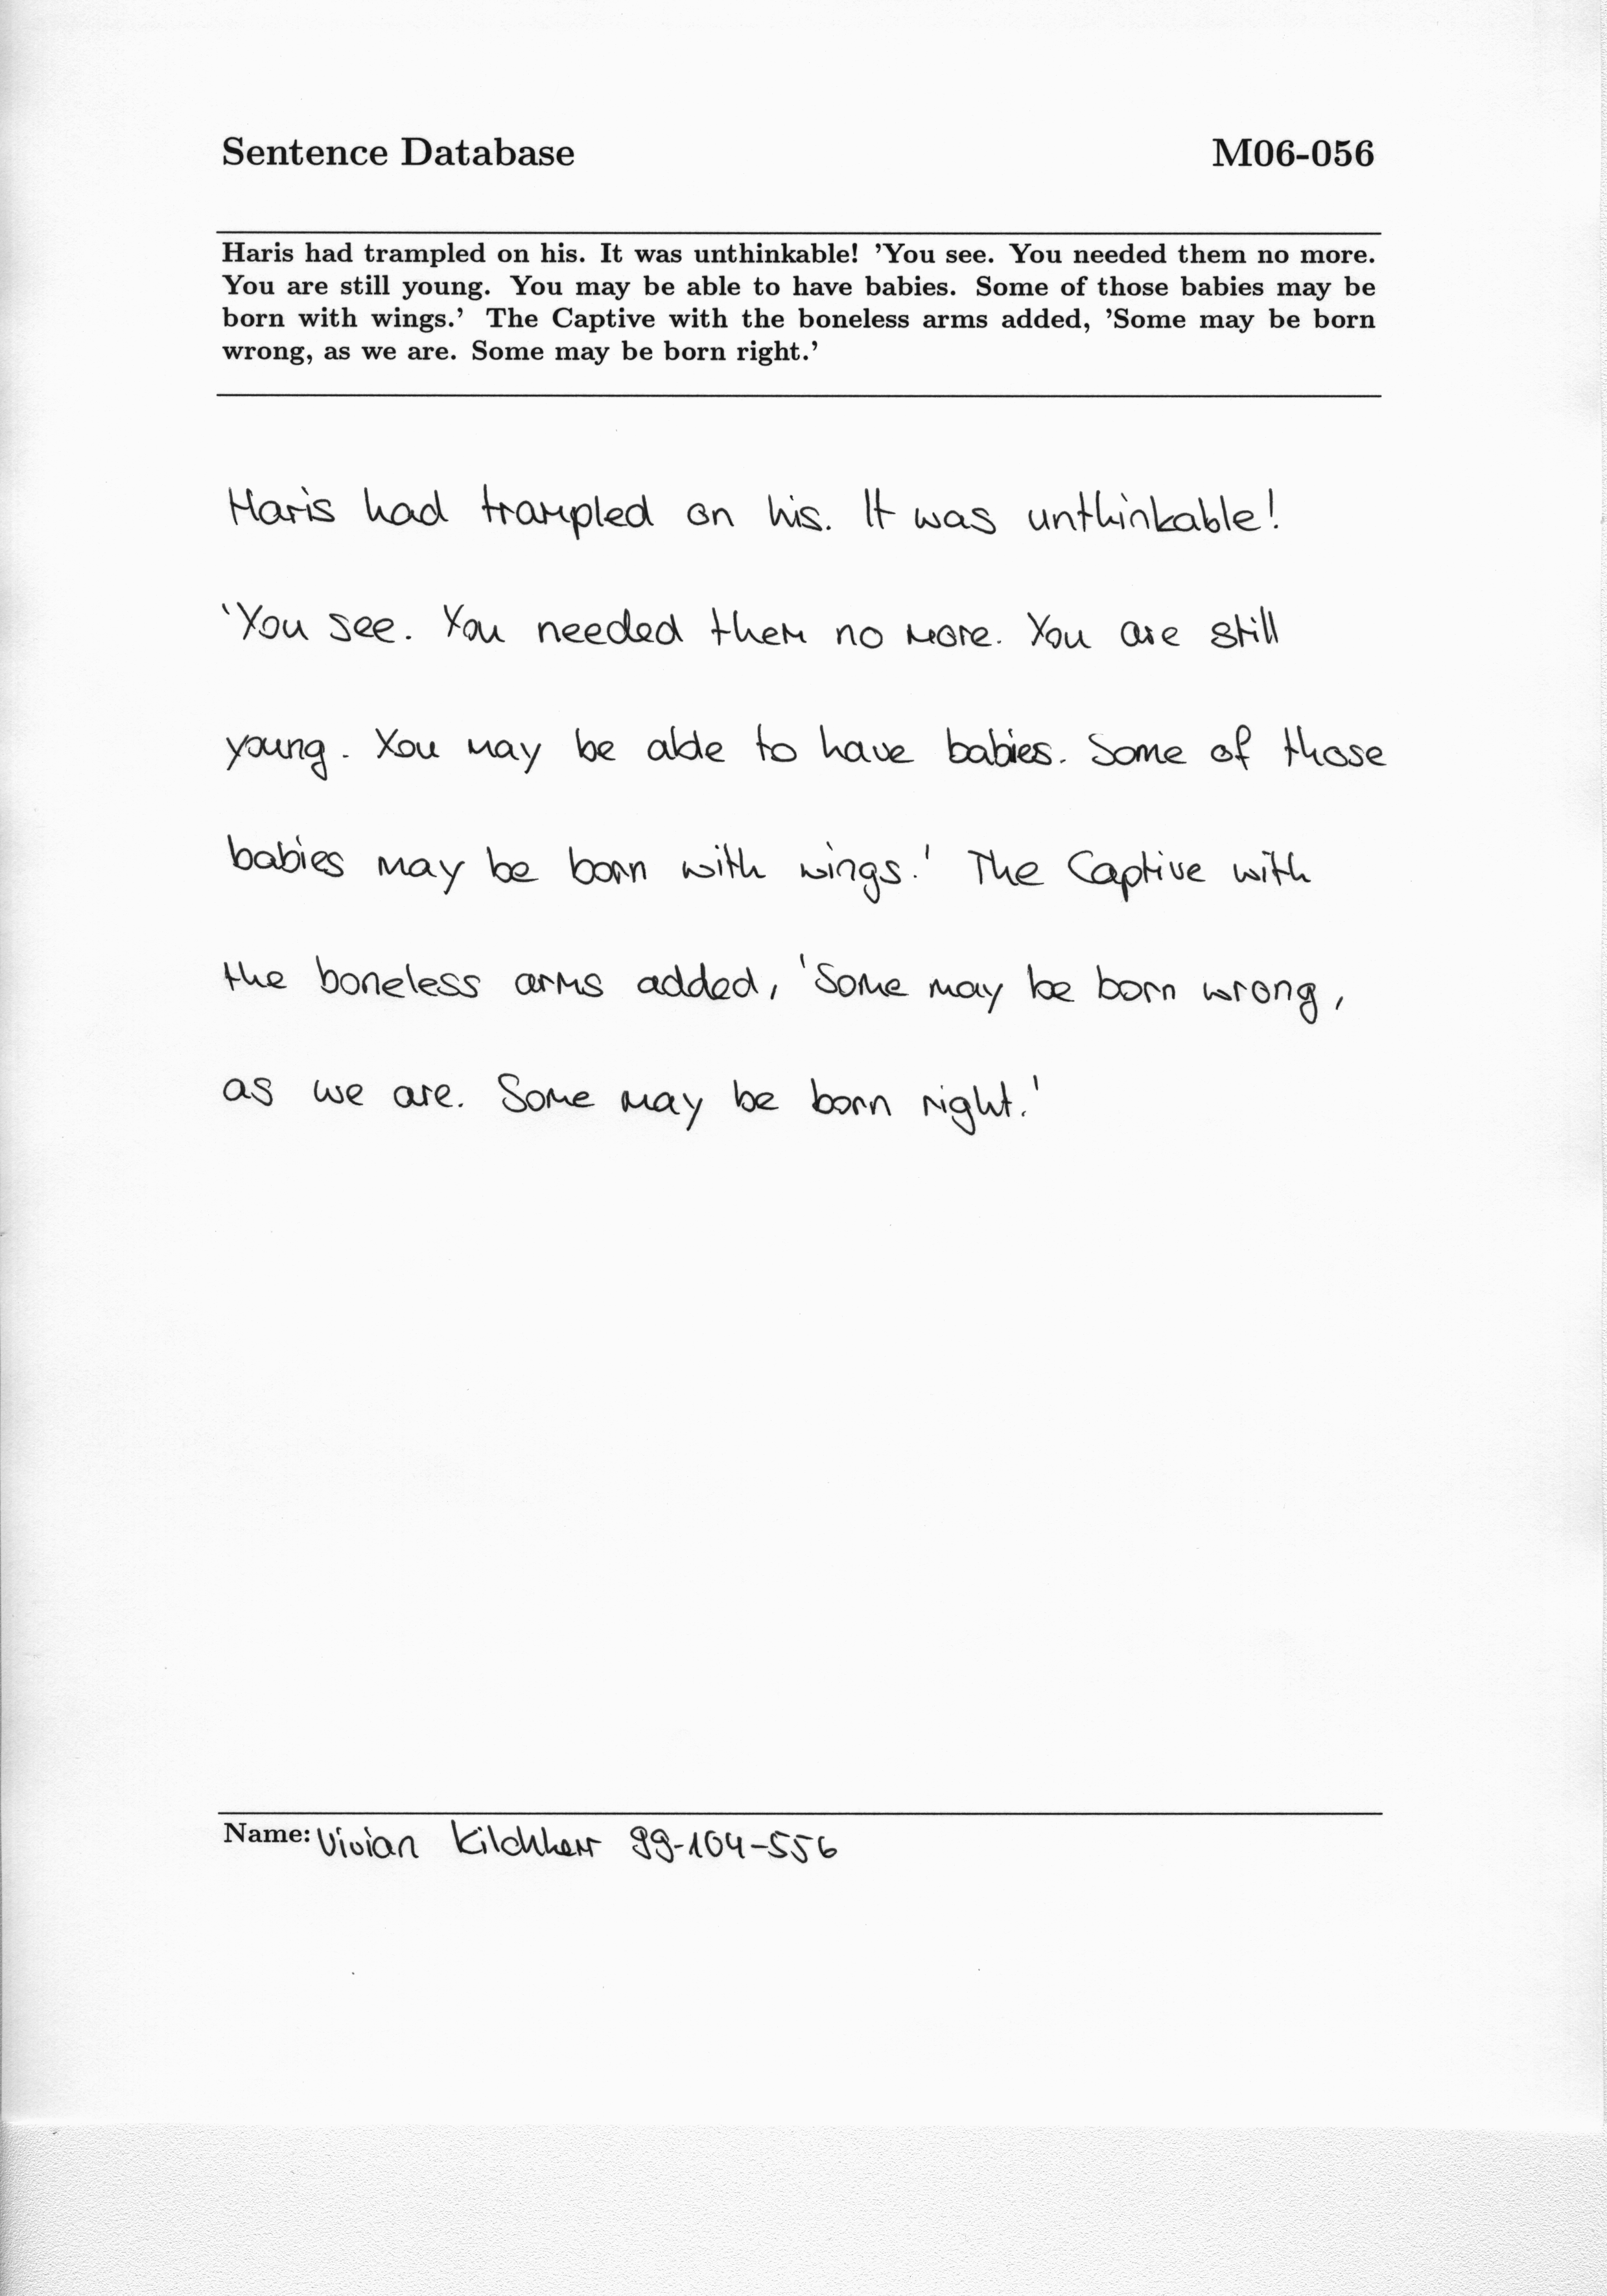 Sentence Database M06-056
Haris had trampled on his. It was unthinkable! ’You see. You needed them no more.
You are still young. You may be able to have babies. Some of those babies may be
born with wings.’ The Captive with the boneless arms added, ’Some may be born
wrong, as we are. Some may be born right.’
Haris had trampled on his. It was unthinkable!
'You see. You needed them no more. You are still
young. You may be able to have babies. Some of those
babies may be born with wings.' The Captive with
the boneless arms added, 'Some may be born wrong,
as we are. Some may be born right.'
Name: Vivian Kilchherr 99-104-556